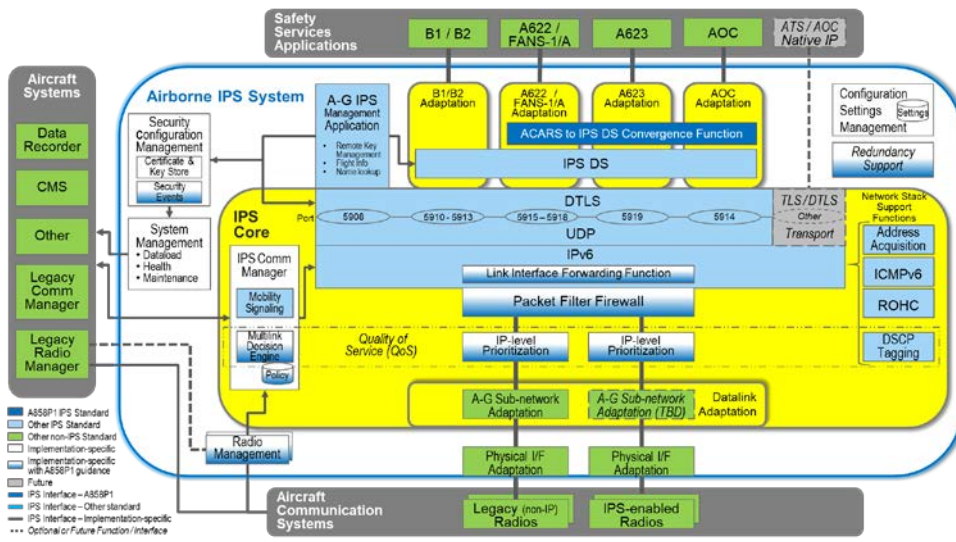 Safety
Services
Applications
B1 / B2
A622 /
FANS-1/A
A623
AOC
ATS / AOC
Native IP
Aircraft
Systems
Data
Recorder
CMS
Other
Legacy
Comm
Manager
Legacy
Radio
Manager
Airborne IPS System
Security
Configuration
Management
Certificate &
Key Store
Security
Events
System
Management
• Dataload
• Health
• Maintenance
A-G IPS
Management
Application
• Remote Key
Management
• Flight Info
• Name lookup
B1/B2
Adaptation
A622 /
FANS-1/A
Adaptation
A623
Adaptation
AOC
Adaptation
ACARS to IPS DS Convergence Function
IPS DS
Configuration
Settings
Management
Settings
Redundancy
Support
IPS
Core
DTLS
Port
5908
5910 - 5913
5915 – 5918
5919
5914
UDP
TLS / DTLS
Other
Transport
IPv6
Link Interface Forwarding Function
Packet Filter Firewall
Network Stack
Support
Functions
Address
Acquisition
ICMPv6
ROHC
DSCP
Tagging
IPS Comm
Manager
Mobility
Signaling
Multilink
Decision
Engine
Policy
Quality of
Service (QoS)
IP-level
Prioritization
IP-level
Prioritization
A-G Sub-network
Adaptation
A-G Sub-network
Adaptation (TBD)
Datalink
Adaptation
Radio
Management
Physical I/F
Adaptation
Physical I/F
Adaptation
Aircraft
Communication
Systems
Legacy (non-IP)
Radios
IPS-enabled
Radios
A858P1 IPS Standard
Other IPS Standard
Other non-IPS Standard
Implementation-specific
Implementation-specific
with A858P1 guidance
Future
IPS Interface – A858P1
IPS Interface – Other standard
IPS Interface – Implementation-specific
Optional or Future Function / Interface